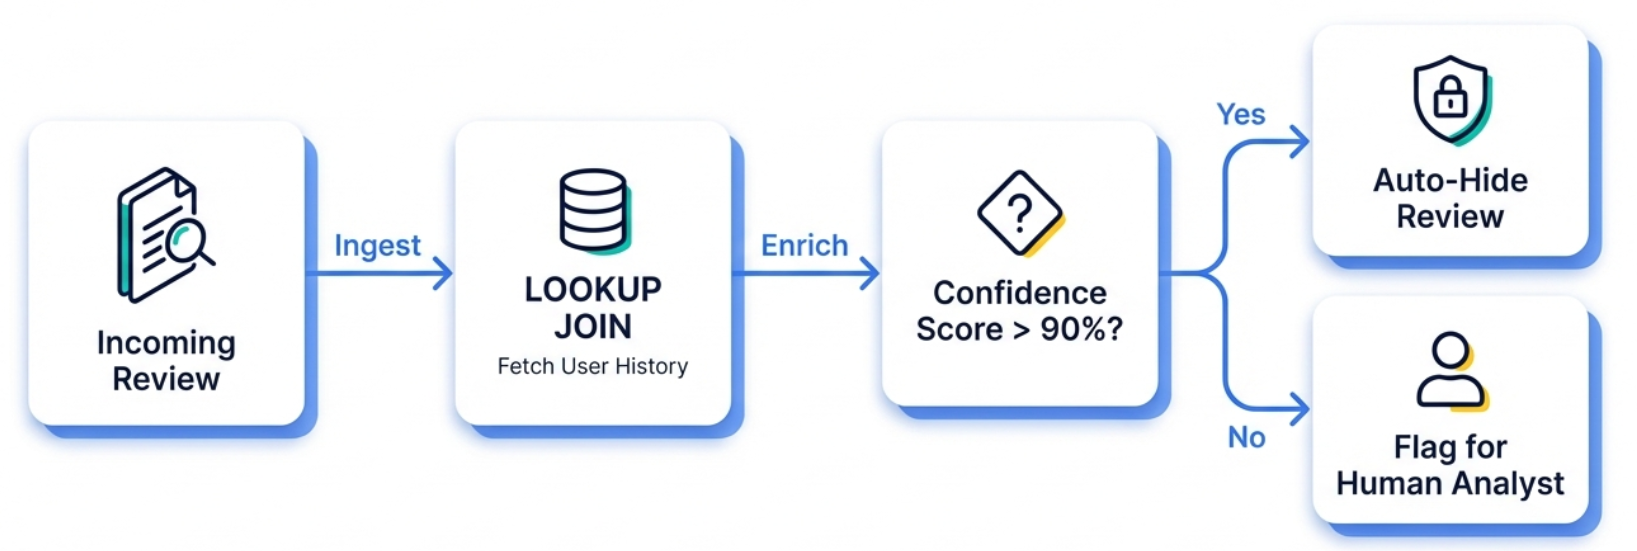 Incoming
Review
Ingest
LOOKUP
JOIN
Fetch User History
Enrich
?
Confidence
Score > 90%?
Yes
Auto-Hide
Review
No
Flag for
Human Analyst